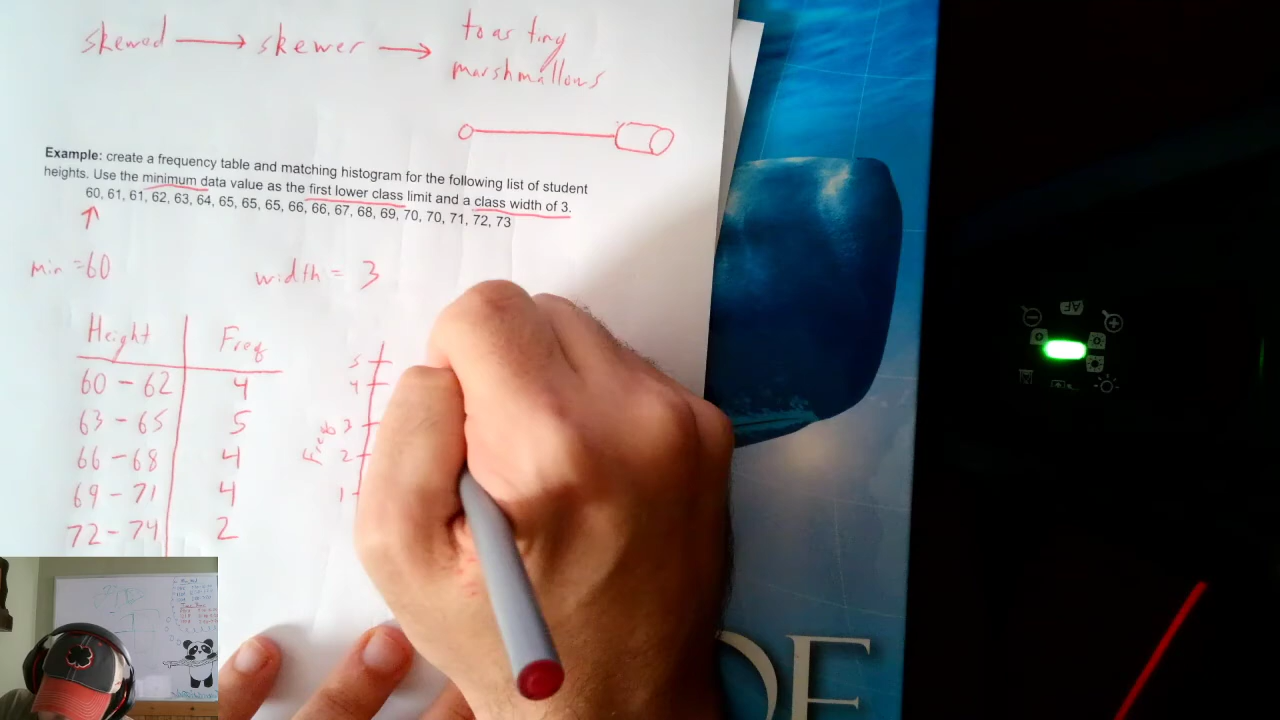 skewed → skewer → toasting
marshmallows
Example: create a frequency table and matching histogram for the following list of student
heights. Use the minimum data value as the first lower class limit and a class width of 3.
60, 61, 61, 62, 63, 64, 65, 65, 65, 66, 66, 67, 68, 69, 70, 70, 71, 72, 73
min = 60
width = 3
Height Freq
60 - 62 4
63 - 65 5
66 - 68 4
69 - 71 4
72 - 74 2
5
4
3
2
1
Freq
DE
AF